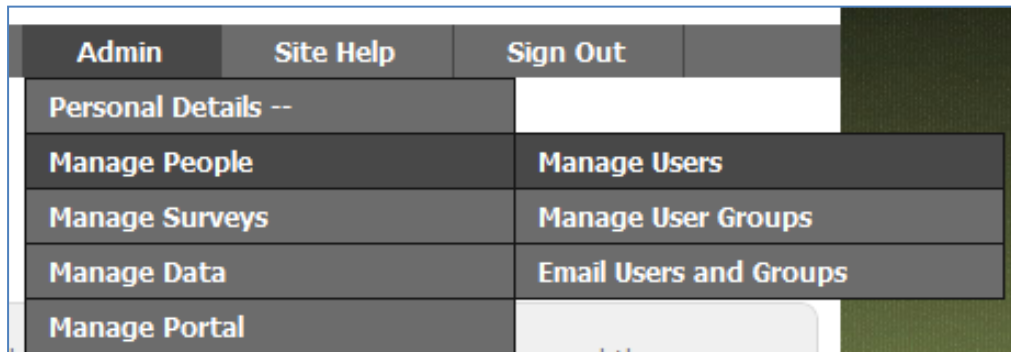 Admin Site Help Sign Out
Personal Details --
Manage People Manage Users
Manage Surveys Manage User Groups
Manage Data Email Users and Groups
Manage Portal